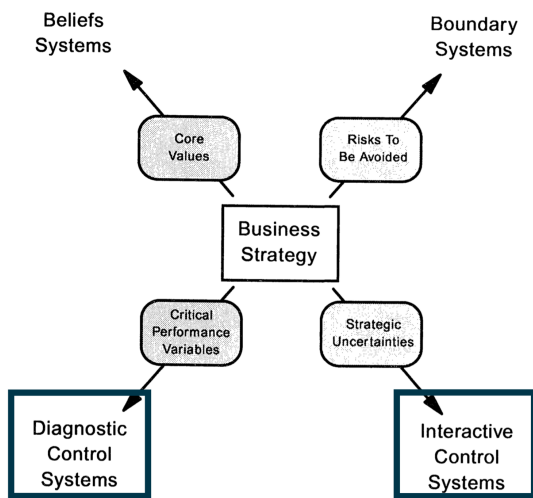 Beliefs
Systems
Boundary
Systems
Core
Values
Risks To
Be Avoided
Business
Strategy
Critical
Performance
Variables
Strategic
Uncertainties
Diagnostic
Control
Systems
Interactive
Control
Systems